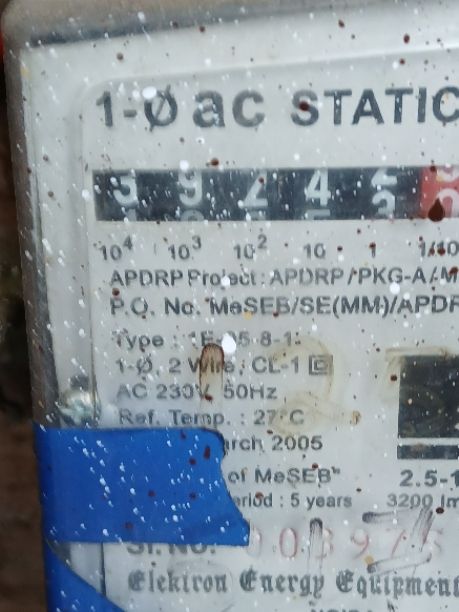 1-Ø ac STATIC
10⁴ 10³ 10² 10 1 1/10
APDRP Project : APDRP/PKG-A/M
P.O. No. MeSEB/SE(MM)/APDR
Type :
1-Ø, 2 Wire, CL-1
AC 230V, 50Hz
Ref. Temp. : 27°C
arch 2005
of MeSEB"
eriod : 5 years
2.5-1
3200 Im
Sl.No.
Elektron Energy Equipment